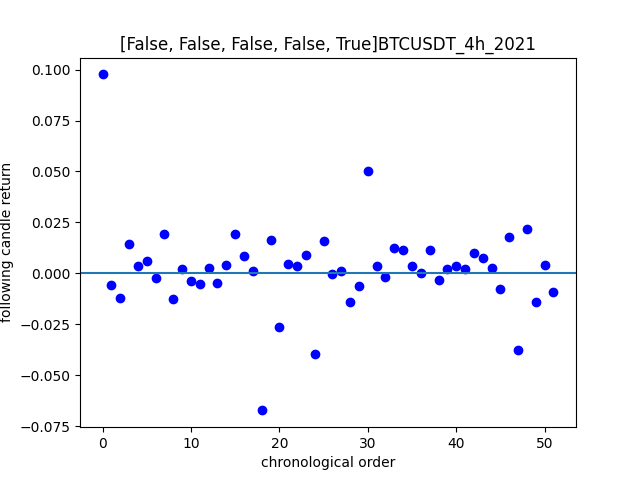 [False, False, False, False, True]BTCUSDT_4h_2021
following candle return
0.100
0.075
0.050
0.025
0.000
−0.025
−0.050
−0.075
0 10 20 30 40 50
chronological order